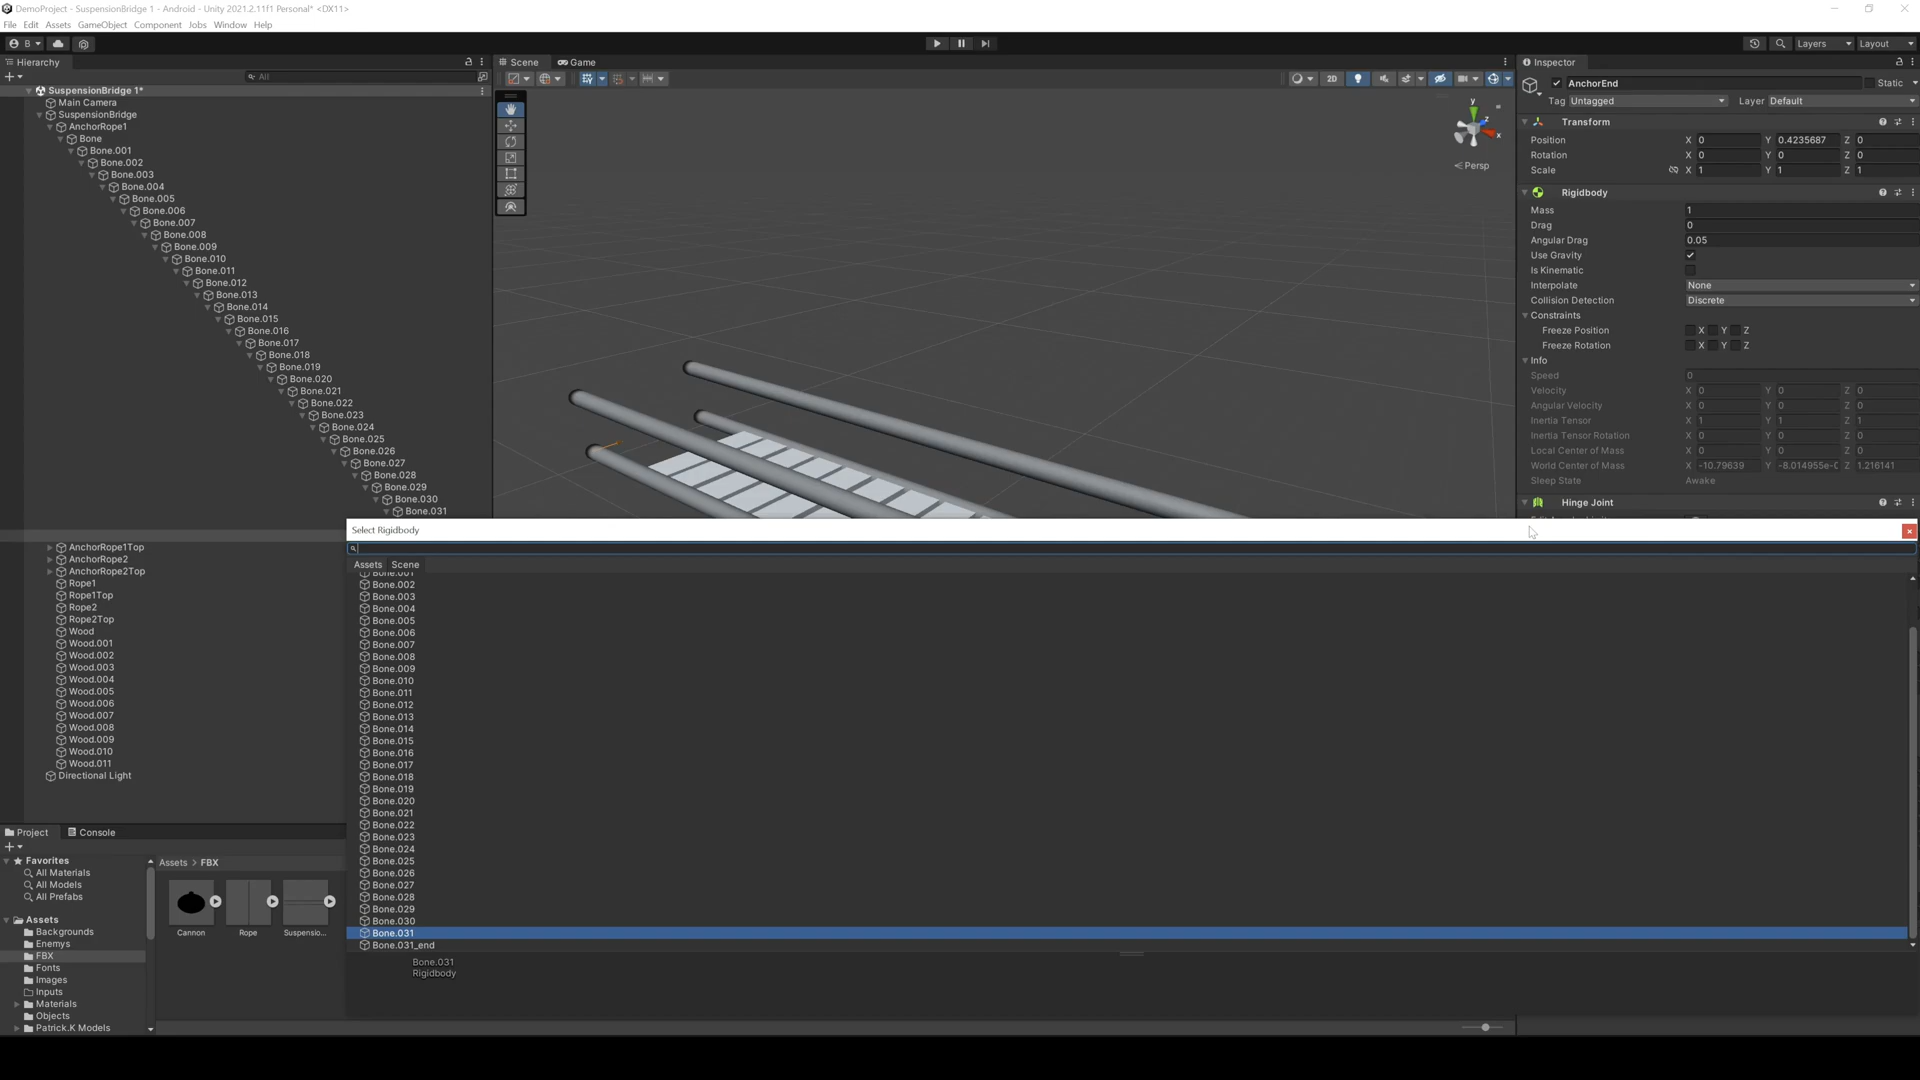 DemoProject - SuspensionBridge 1 - Android - Unity 2021.2.11f1 Personal* <DX11>
File Edit Assets GameObject Component Jobs Window Help
B
Layers
Layout
Hierarchy
All
SuspensionBridge 1*
Main Camera
SuspensionBridge
AnchorRope1
Bone
Bone.001
Bone.002
Bone.003
Bone.004
Bone.005
Bone.006
Bone.007
Bone.008
Bone.009
Bone.010
Bone.011
Bone.012
Bone.013
Bone.014
Bone.015
Bone.016
Bone.017
Bone.018
Bone.019
Bone.020
Bone.021
Bone.022
Bone.023
Bone.024
Bone.025
Bone.026
Bone.027
Bone.028
Bone.029
Bone.030
Bone.031
AnchorRope1Top
AnchorRope2
AnchorRope2Top
Rope1
Rope1Top
Rope2
Rope2Top
Wood
Wood.001
Wood.002
Wood.003
Wood.004
Wood.005
Wood.006
Wood.007
Wood.008
Wood.009
Wood.010
Wood.011
Directional Light
Scene Game
2D
y
z
x
< Persp
Inspector
AnchorEnd
Static
Tag Untagged Layer Default
Transform
Position X 0 Y 0.4235687 Z 0
Rotation X 0 Y 0 Z 0
Scale X 1 Y 1 Z 1
Rigidbody
Mass 1
Drag 0
Angular Drag 0.05
Use Gravity
Is Kinematic
Interpolate None
Collision Detection Discrete
Constraints
Freeze Position X Y Z
Freeze Rotation X Y Z
Info
Speed 0
Velocity X 0 Y 0 Z 0
Angular Velocity X 0 Y 0 Z 0
Inertia Tensor X 1 Y 1 Z 1
Inertia Tensor Rotation X 0 Y 0 Z 0
Local Center of Mass X 0 Y 0 Z 0
World Center of Mass X -10.79639 Y -8.014955e-0 Z 1.216141
Sleep State Awake
Hinge Joint
Select Rigidbody
Assets Scene
Bone.001
Bone.002
Bone.003
Bone.004
Bone.005
Bone.006
Bone.007
Bone.008
Bone.009
Bone.010
Bone.011
Bone.012
Bone.013
Bone.014
Bone.015
Bone.016
Bone.017
Bone.018
Bone.019
Bone.020
Bone.021
Bone.022
Bone.023
Bone.024
Bone.025
Bone.026
Bone.027
Bone.028
Bone.029
Bone.030
Bone.031
Bone.031_end
Bone.031
Rigidbody
Project Console
Favorites
All Materials
All Models
All Prefabs
Assets
Backgrounds
Enemys
FBX
Fonts
Images
Inputs
Materials
Objects
Patrick.K Models
Assets > FBX
Cannon
Rope
Suspensio...